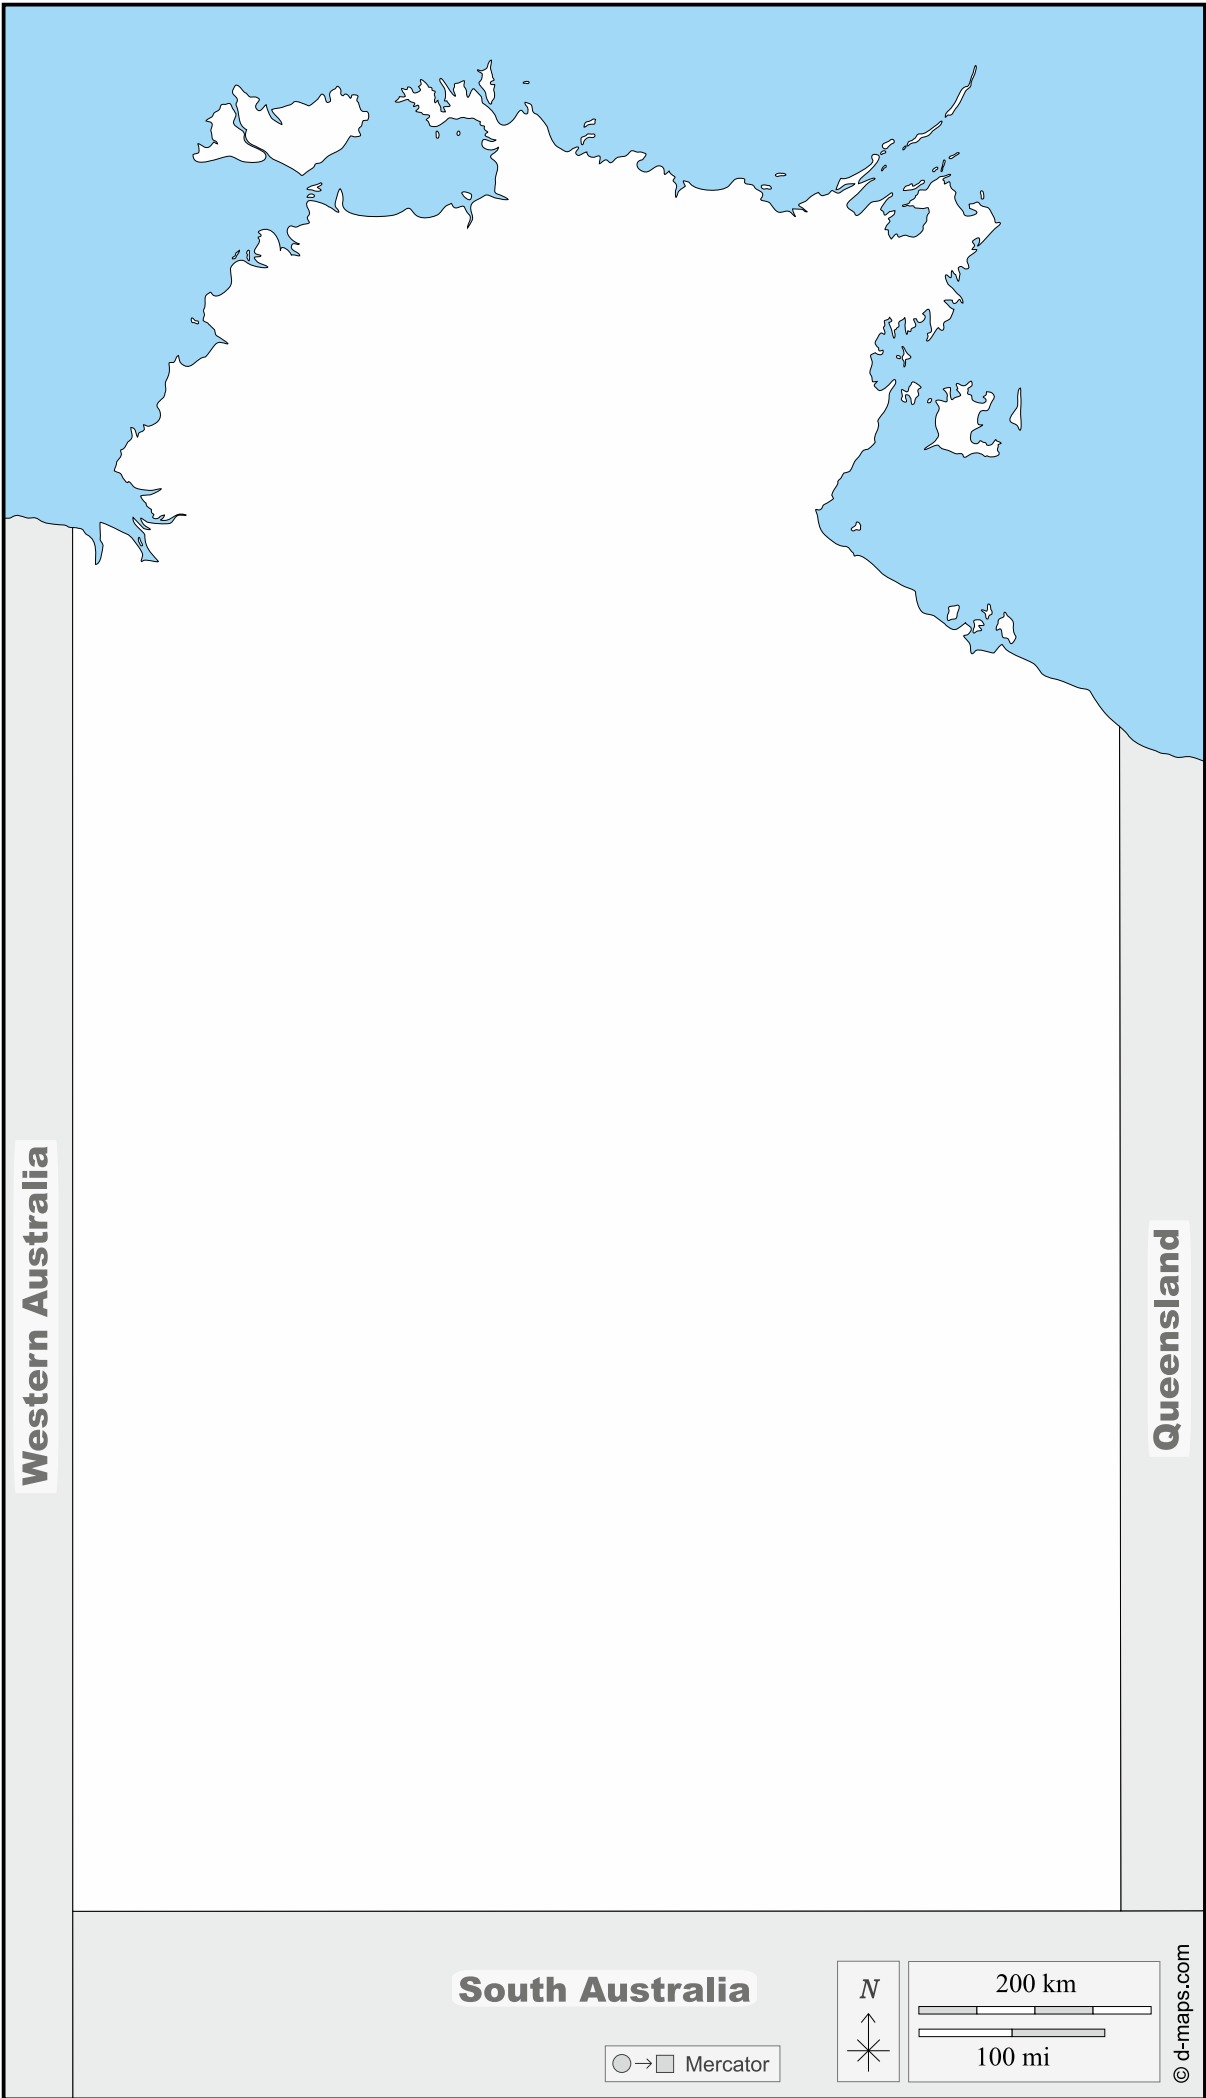 Western Australia
Queensland
South Australia
N
200 km
100 mi
Mercator
© d-maps.com